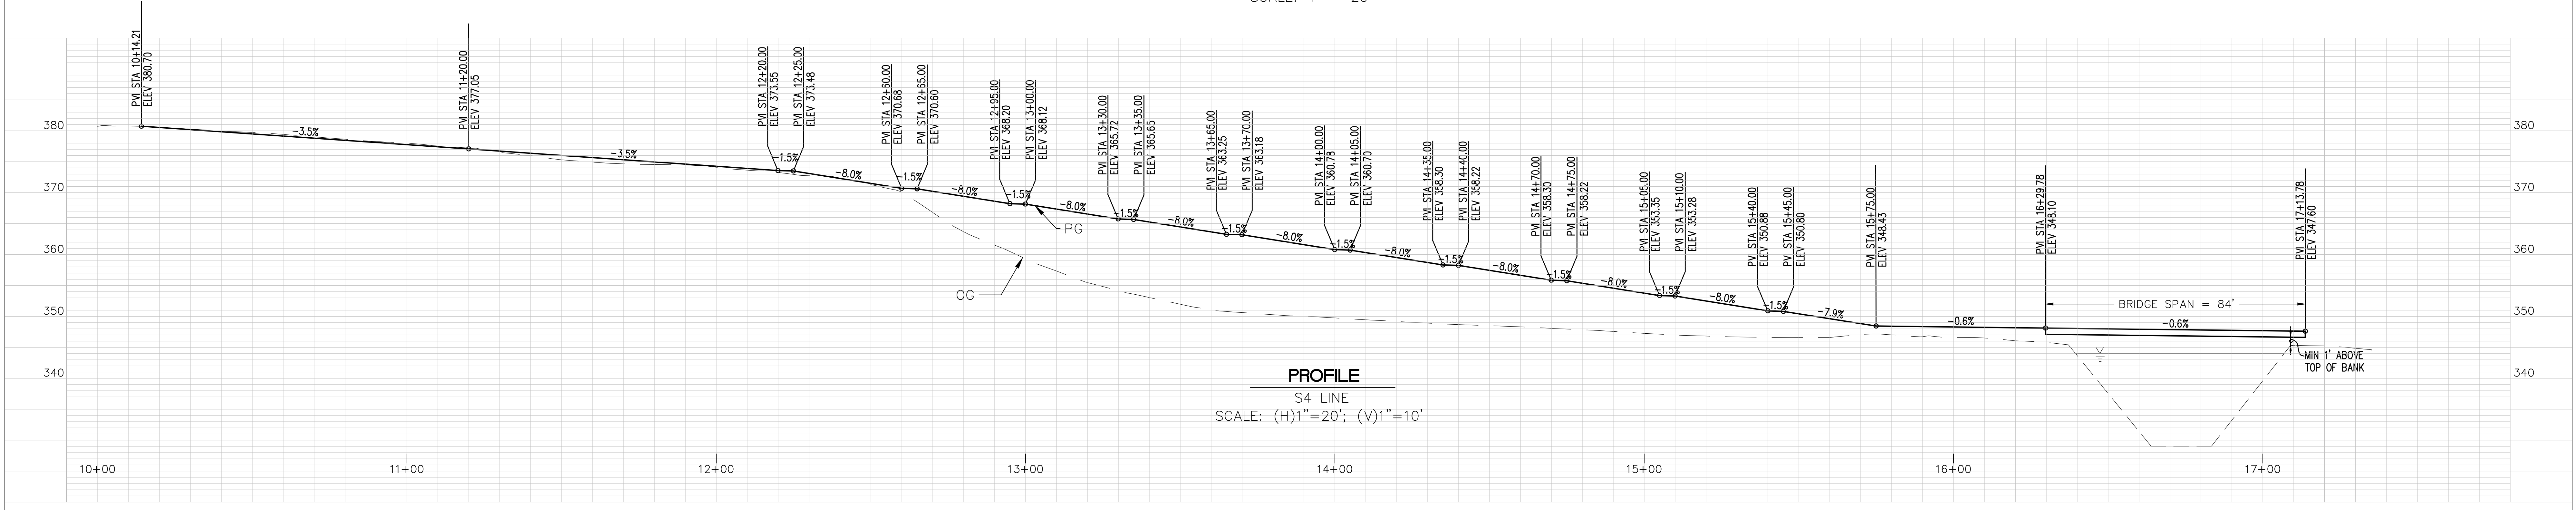 PVI STA 10+14.21
ELEV 380.70
PVI STA 11+20.00
ELEV 377.05
PVI STA 12+20.00
ELEV 373.55
PVI STA 12+25.00
ELEV 373.48
PVI STA 12+60.00
ELEV 370.68
PVI STA 12+65.00
ELEV 370.60
PVI STA 12+95.00
ELEV 368.20
PVI STA 13+00.00
ELEV 368.12
PVI STA 13+30.00
ELEV 365.72
PVI STA 13+35.00
ELEV 365.65
PVI STA 13+65.00
ELEV 363.25
PVI STA 13+70.00
ELEV 363.18
PVI STA 14+00.00
ELEV 360.78
PVI STA 14+05.00
ELEV 360.70
PVI STA 14+35.00
ELEV 358.30
PVI STA 14+40.00
ELEV 358.22
PVI STA 14+70.00
ELEV 358.30
PVI STA 14+75.00
ELEV 358.22
PVI STA 15+05.00
ELEV 353.35
PVI STA 15+10.00
ELEV 353.28
PVI STA 15+40.00
ELEV 350.88
PVI STA 15+45.00
ELEV 350.80
PVI STA 15+75.00
ELEV 348.43
PVI STA 16+29.78
ELEV 348.10
PVI STA 17+13.78
ELEV 347.60
380
370
360
350
340
-3.5%
-3.5%
-1.5%
-8.0%
-1.5%
-8.0%
-1.5%
-8.0%
-1.5%
-8.0%
-1.5%
-8.0%
-1.5%
-8.0%
-1.5%
-8.0%
-1.5%
-8.0%
-1.5%
-8.0%
-1.5%
-7.9%
-0.6%
-0.6%
PG
OG
BRIDGE SPAN = 84'
MIN 1' ABOVE
TOP OF BANK
380
370
360
350
340
PROFILE
S4 LINE
SCALE: (H)1"=20'; (V)1"=10'
10+00
11+00
12+00
13+00
14+00
15+00
16+00
17+00